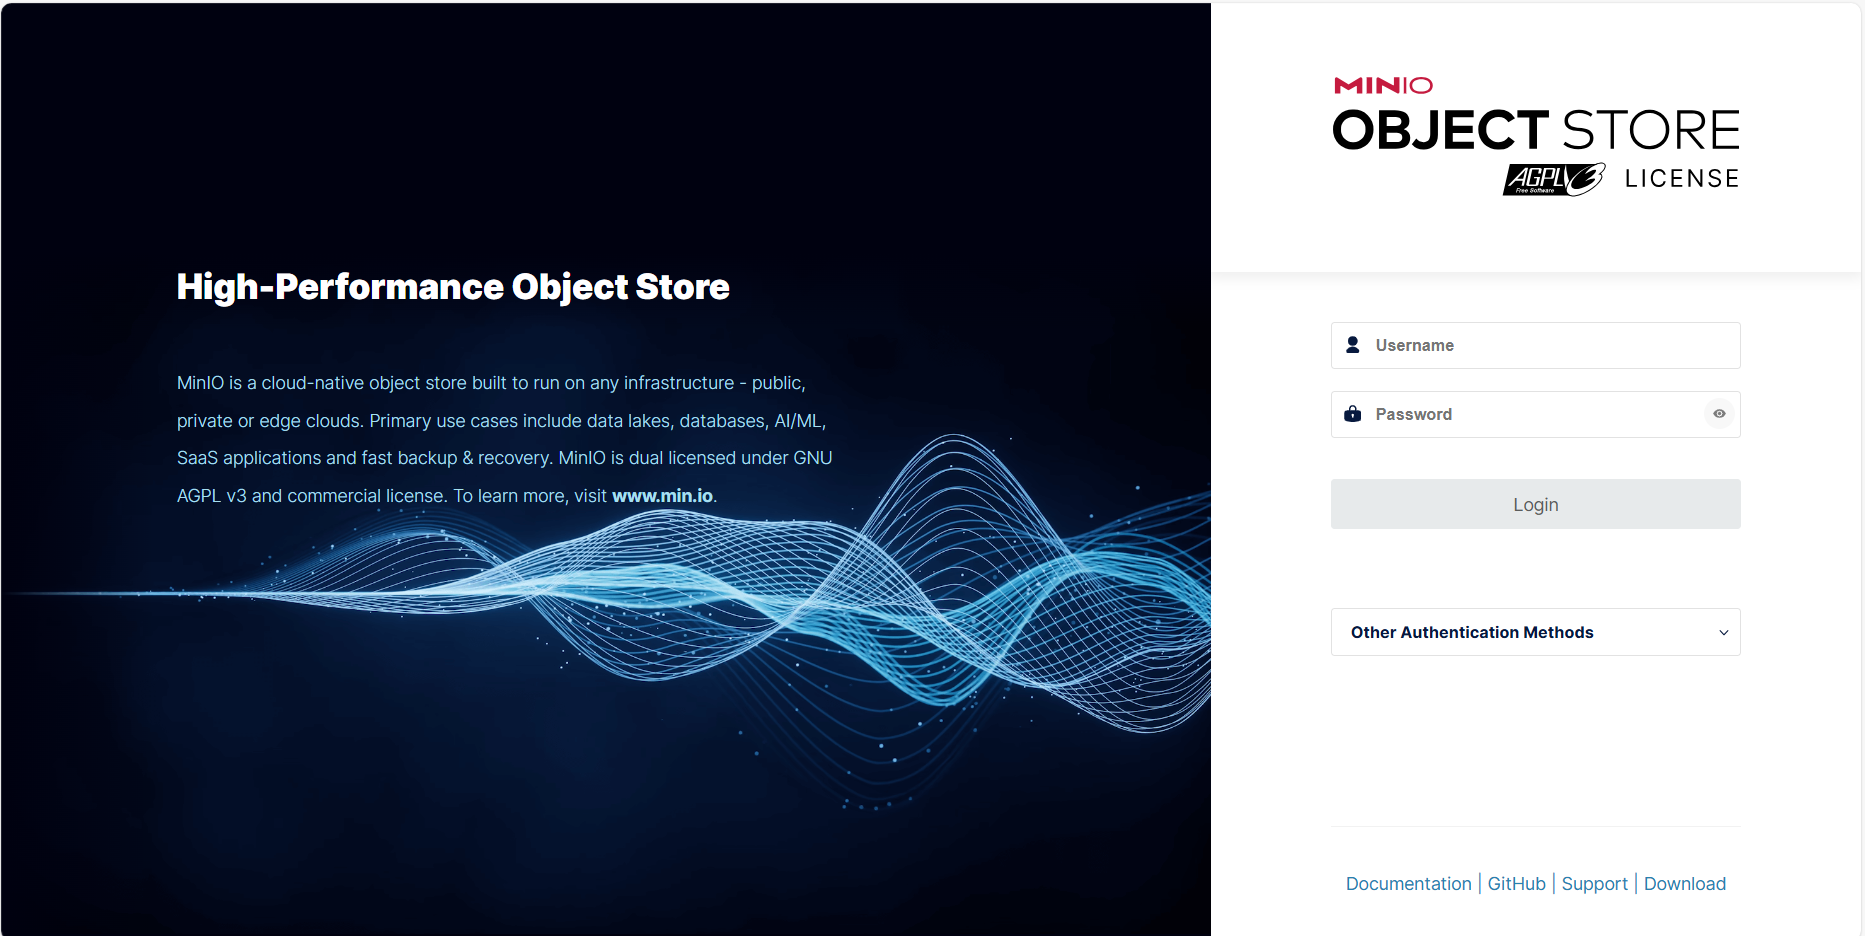 High-Performance Object Store
MinIO is a cloud-native object store built to run on any infrastructure - public,
private or edge clouds. Primary use cases include data lakes, databases, AI/ML,
SaaS applications and fast backup & recovery. MinIO is dual licensed under GNU
AGPL v3 and commercial license. To learn more, visit www.min.io.
MINIO
OBJECT STORE
AGPL v3 Free Software LICENSE
Username
Password
Login
Other Authentication Methods
Documentation | GitHub | Support | Download